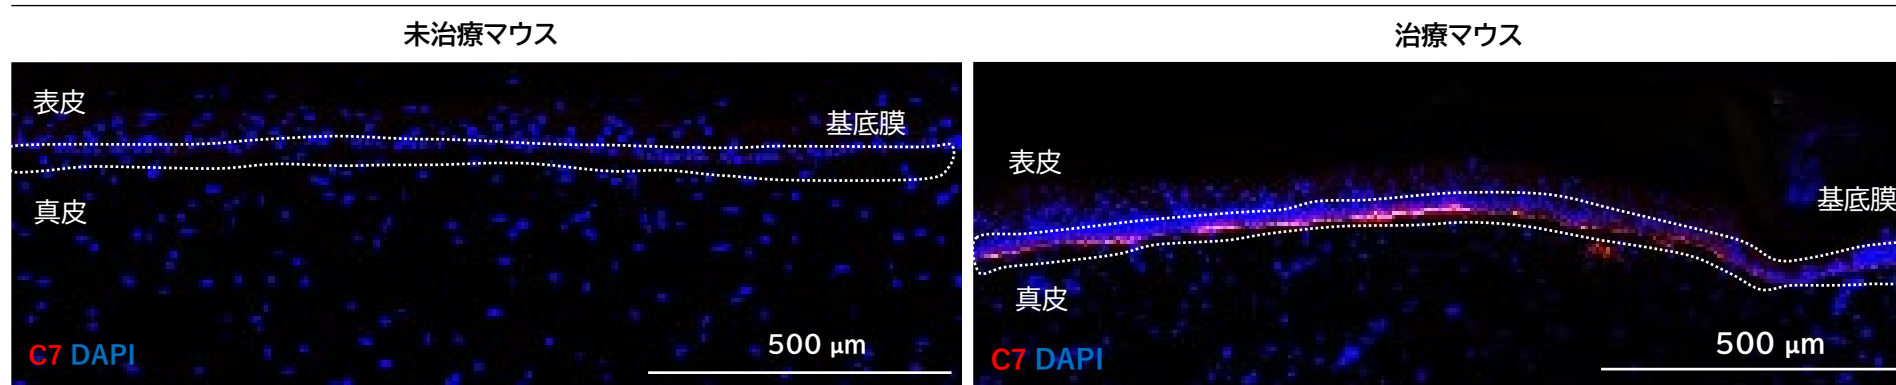 未治療マウス
治療マウス
表皮
基底膜
真皮
C7 DAPI
500 µm
表皮
基底膜
真皮
C7 DAPI
500 µm